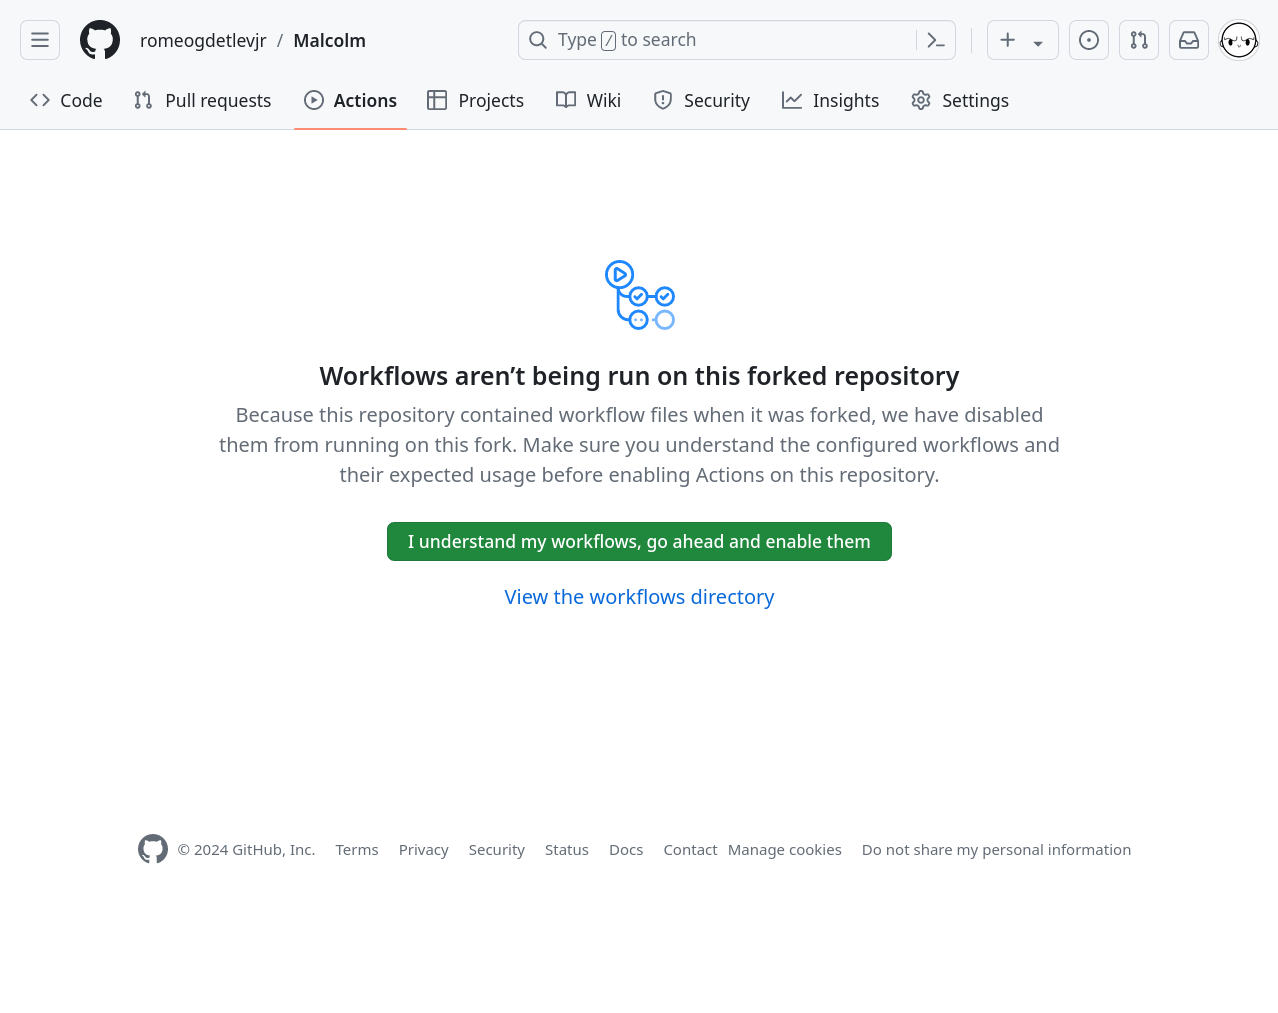 romeogdetlevjr / Malcolm
Type / to search
Code Pull requests Actions Projects Wiki Security Insights Settings
Workflows aren’t being run on this forked repository
Because this repository contained workflow files when it was forked, we have disabled
them from running on this fork. Make sure you understand the configured workflows and
their expected usage before enabling Actions on this repository.
I understand my workflows, go ahead and enable them
View the workflows directory
© 2024 GitHub, Inc. Terms Privacy Security Status Docs Contact Manage cookies Do not share my personal information